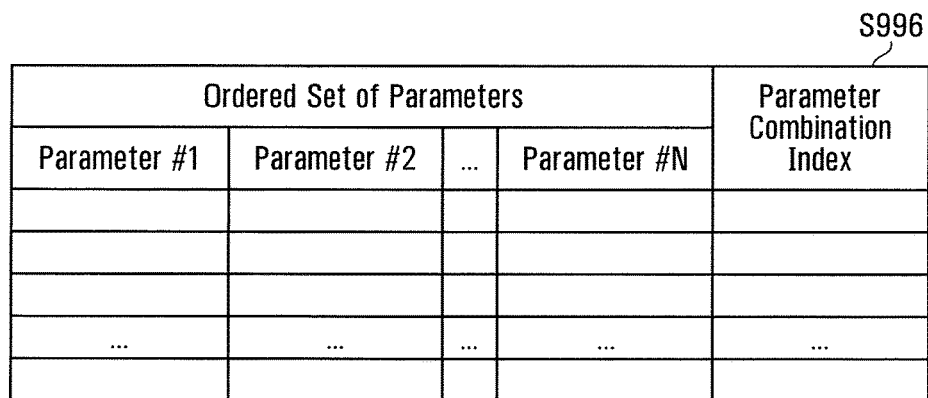 S996
Ordered Set of Parameters
Parameter
Combination
Index
Parameter #1 Parameter #2 ... Parameter #N
... ... ... ... ...